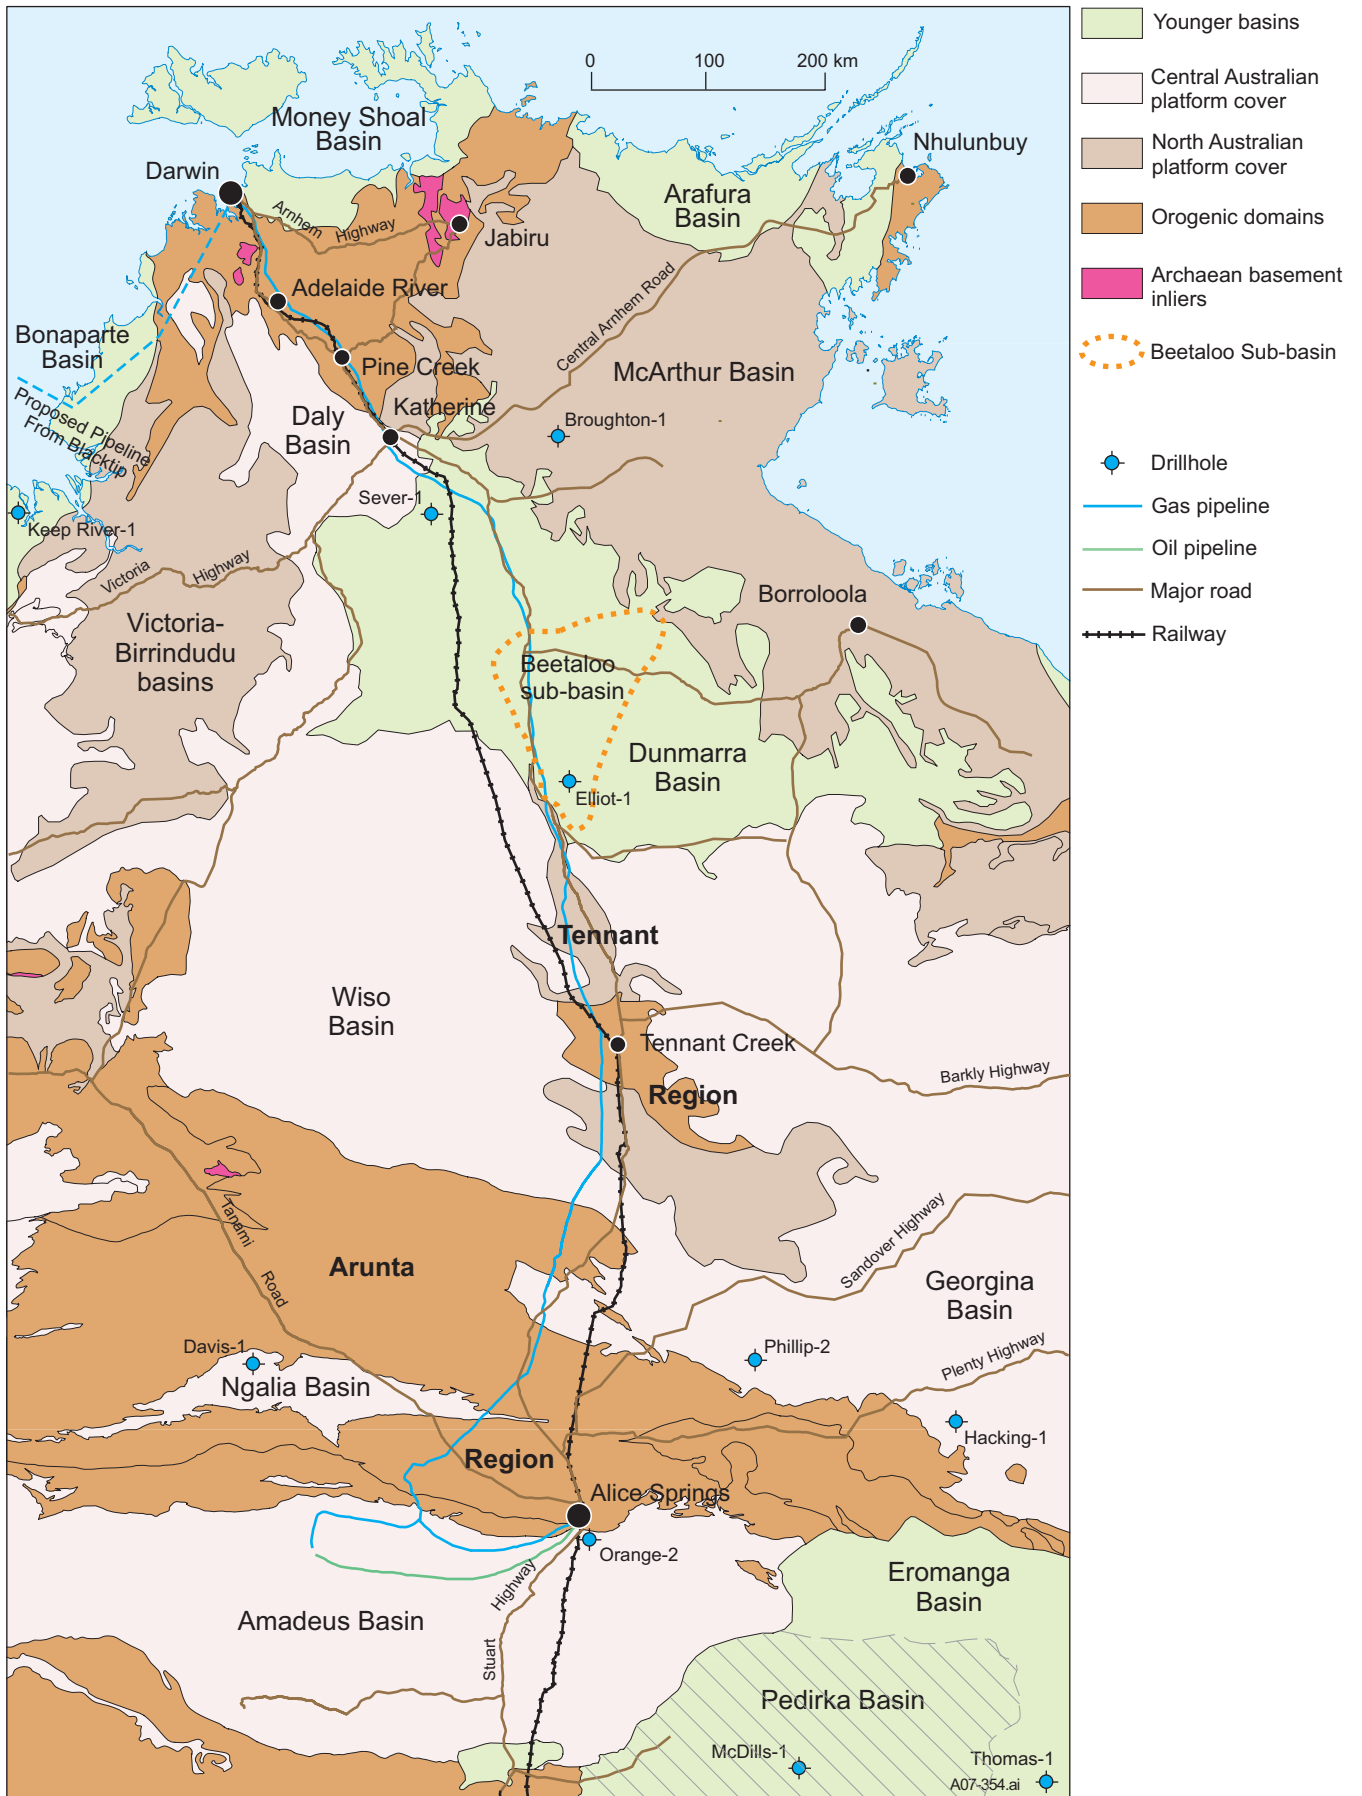 0
100
200 km
Money Shoal
Basin
Darwin
Nhulunbuy
Arafura
Basin
Arnhem
Highway
Jabiru
Adelaide River
Central Arnhem Road
Bonaparte
Basin
Pine Creek
McArthur Basin
Proposed Pipeline
From Blacktip
Daly
Basin
Katherine
Broughton-1
Sever-1
Keep River-1
Victoria
Highway
Borroloola
Victoria-
Birrindudu
basins
Beetaloo
sub-basin
Dunmarra
Basin
Elliot-1
Tennant
Wiso
Basin
Tennant Creek
Barkly Highway
Region
Tanami
Road
Arunta
Sandover Highway
Georgina
Basin
Davis-1
Ngalia Basin
Phillip-2
Plenty Highway
Hacking-1
Region
Alice Springs
Orange-2
Highway
Stuart
Eromanga
Basin
Amadeus Basin
Pedirka Basin
McDills-1
Thomas-1
A07-354.ai
Younger basins
Central Australian
platform cover
North Australian
platform cover
Orogenic domains
Archaean basement
inliers
Beetaloo Sub-basin
Drillhole
Gas pipeline
Oil pipeline
Major road
Railway